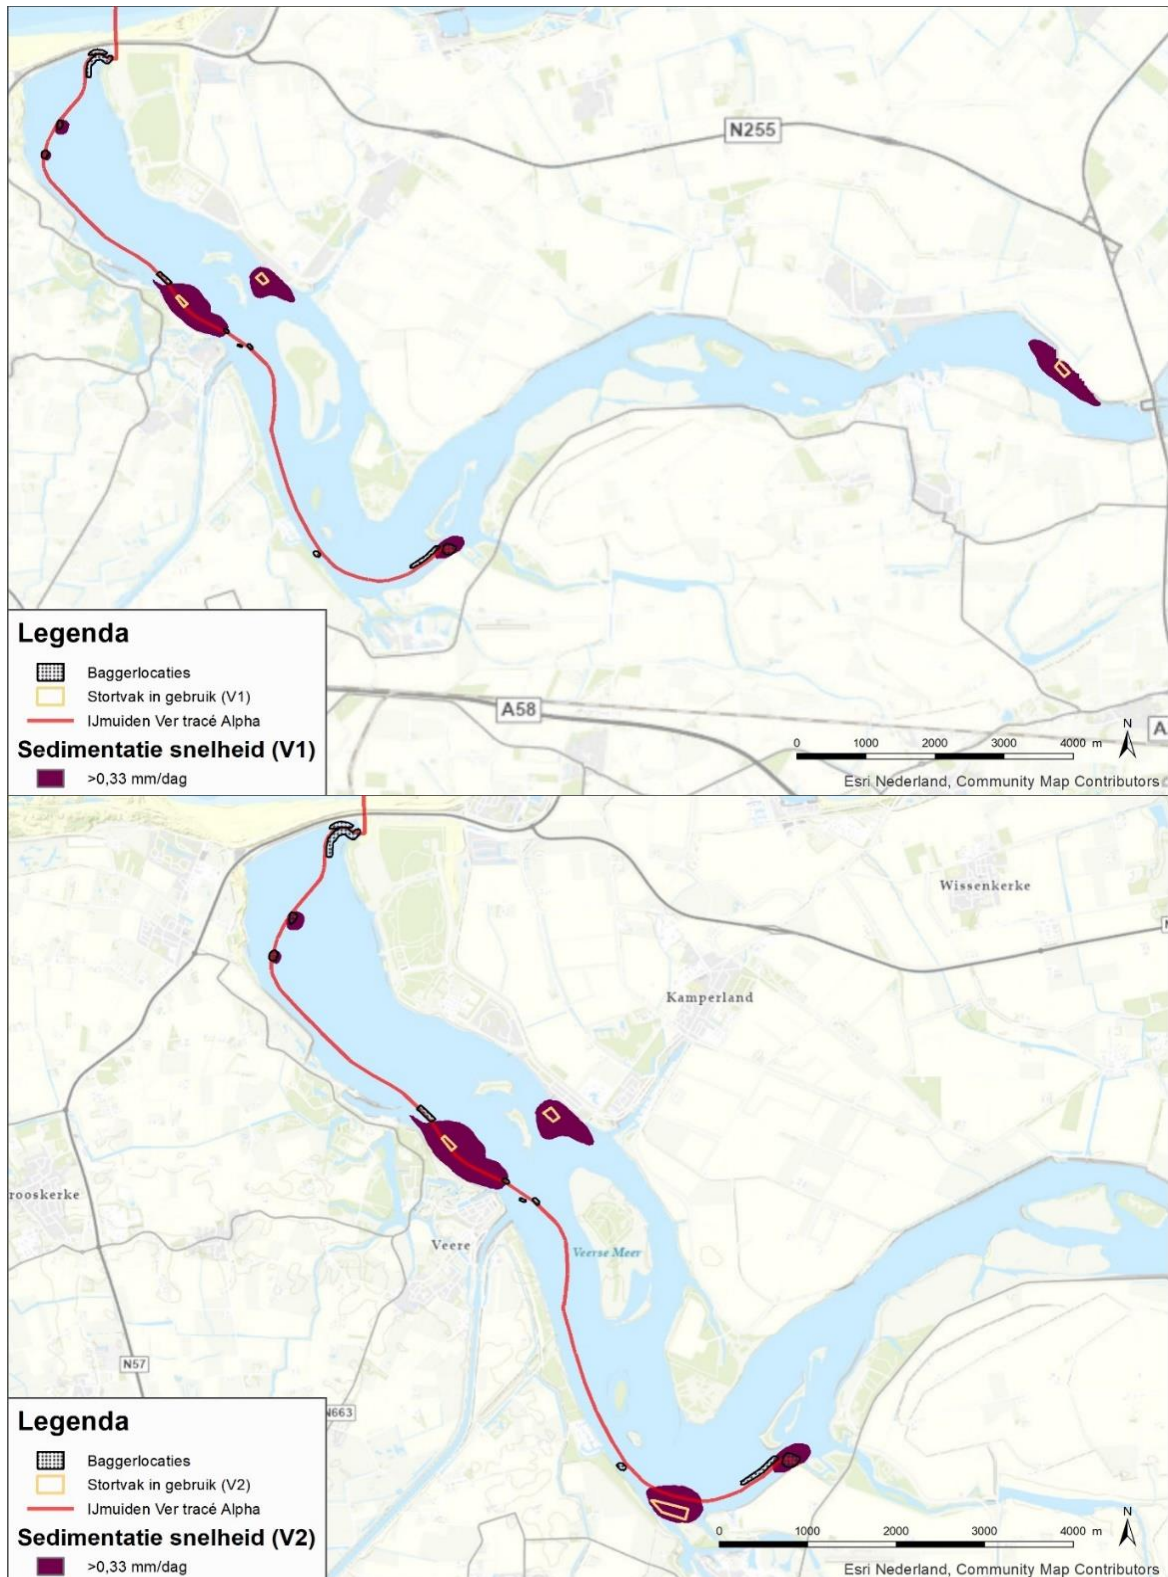 N255
A58
A
Legenda
Baggerlocaties
Stortvak in gebruik (V1)
IJmuiden Ver tracé Alpha
Sedimentatie snelheid (V1)
>0,33 mm/dag
N
0 1000 2000 3000 4000 m
Esri Nederland, Community Map Contributors
Wissenkerke
N
Kamperland
rooskerke
Veere
Veerse Meer
N57
N663
Legenda
Baggerlocaties
Stortvak in gebruik (V2)
IJmuiden Ver tracé Alpha
Sedimentatie snelheid (V2)
>0,33 mm/dag
N
0 1000 2000 3000 4000 m
Esri Nederland, Community Map Contributors